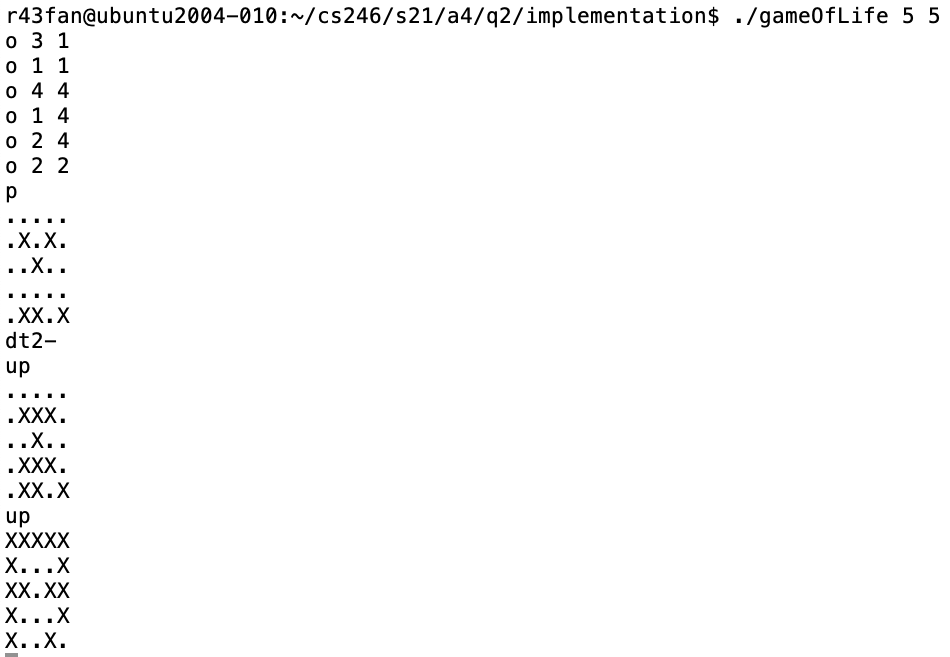 r43fan@ubuntu2004-010:~/cs246/s21/a4/q2/implementation$ ./gameOfLife 5 5
o 3 1
o 1 1
o 4 4
o 1 4
o 2 4
o 2 2
p
.....
.X.X.
..X..
.....
.XX.X
dt2-
up
.....
.XXX.
..X..
.XXX.
.XX.X
up
XXXXX
X...X
XX.XX
X...X
X..X.